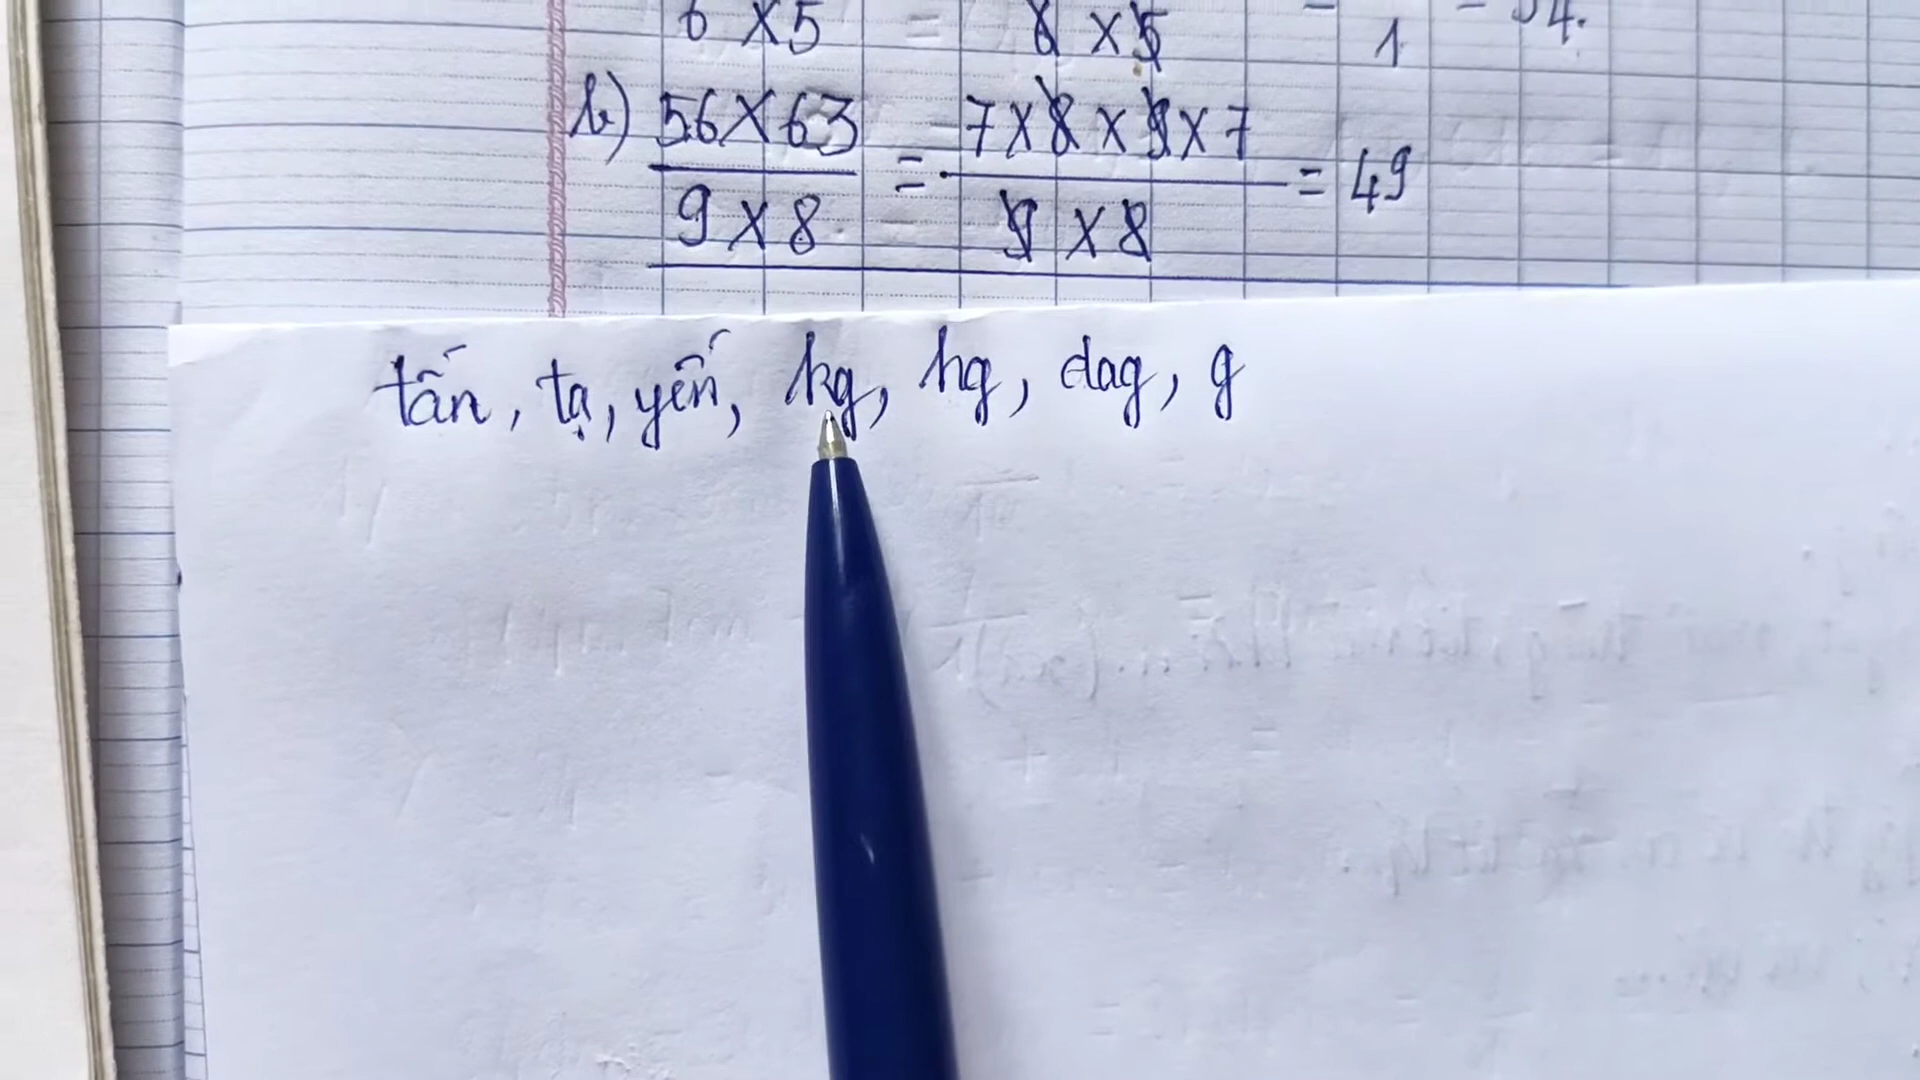 6 X 5 = 6 X 5 = 1 = 54.
b) 56 X 63 = 7 X 8 X 9 X 7 = 49
9 X 8 9 X 8
tấn, tạ, yến, kg, hg, dag, g